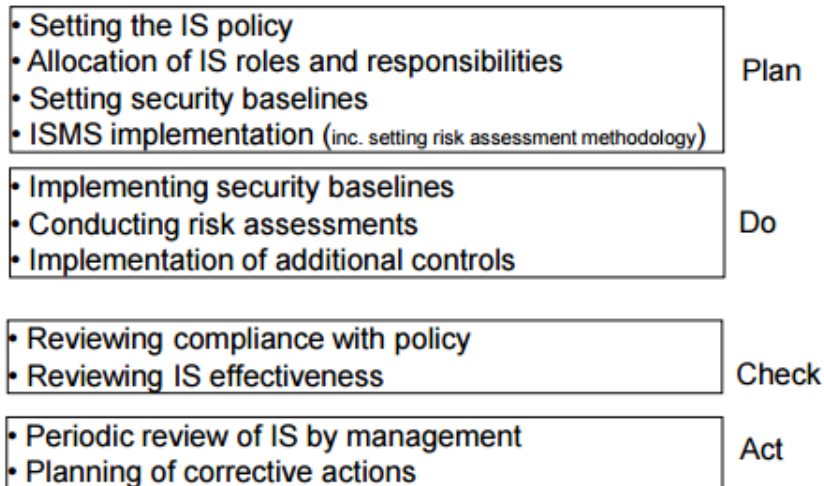 • Setting the IS policy
• Allocation of IS roles and responsibilities
• Setting security baselines
• ISMS implementation (inc. setting risk assessment methodology)
Plan
• Implementing security baselines
• Conducting risk assessments
• Implementation of additional controls
Do
• Reviewing compliance with policy
• Reviewing IS effectiveness
Check
• Periodic review of IS by management
• Planning of corrective actions
Act